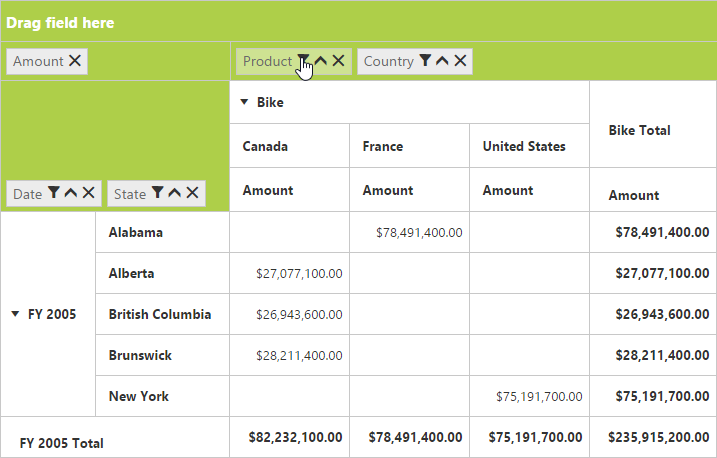 Drag field here
Amount Product Country
Bike
Bike Total
Canada France United States
Date State Amount Amount Amount Amount
Alabama $78,491,400.00 $78,491,400.00
Alberta $27,077,100.00 $27,077,100.00
FY 2005 British Columbia $26,943,600.00 $26,943,600.00
Brunswick $28,211,400.00 $28,211,400.00
New York $75,191,700.00 $75,191,700.00
FY 2005 Total $82,232,100.00 $78,491,400.00 $75,191,700.00 $235,915,200.00